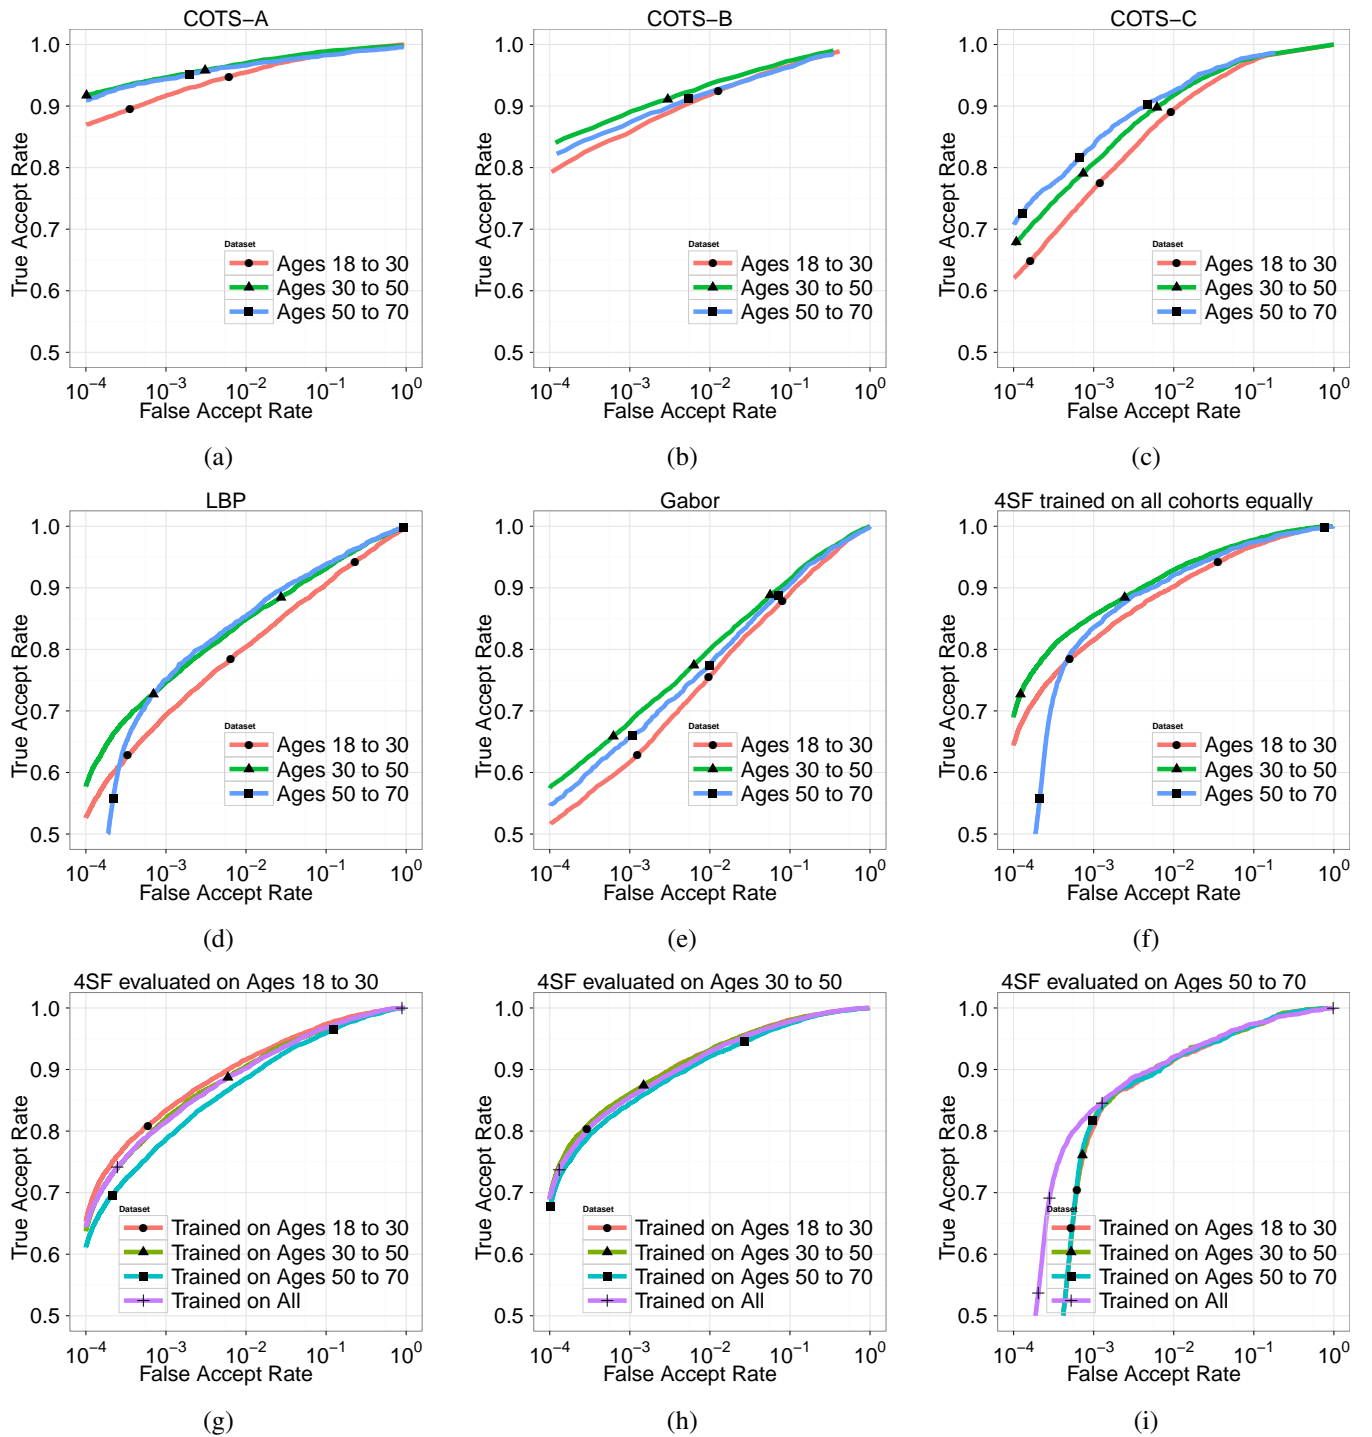 COTS−A
True Accept Rate
1.0
0.9
0.8
0.7
0.6
0.5
Dataset
Ages 18 to 30
Ages 30 to 50
Ages 50 to 70
10−4 10−3 10−2 10−1 100
False Accept Rate
(a)
COTS−B
True Accept Rate
1.0
0.9
0.8
0.7
0.6
0.5
Dataset
Ages 18 to 30
Ages 30 to 50
Ages 50 to 70
10−4 10−3 10−2 10−1 100
False Accept Rate
(b)
COTS−C
True Accept Rate
1.0
0.9
0.8
0.7
0.6
0.5
Dataset
Ages 18 to 30
Ages 30 to 50
Ages 50 to 70
10−4 10−3 10−2 10−1 100
False Accept Rate
(c)
LBP
True Accept Rate
1.0
0.9
0.8
0.7
0.6
0.5
Dataset
Ages 18 to 30
Ages 30 to 50
Ages 50 to 70
10−4 10−3 10−2 10−1 100
False Accept Rate
(d)
Gabor
True Accept Rate
1.0
0.9
0.8
0.7
0.6
0.5
Dataset
Ages 18 to 30
Ages 30 to 50
Ages 50 to 70
10−4 10−3 10−2 10−1 100
False Accept Rate
(e)
4SF trained on all cohorts equally
True Accept Rate
1.0
0.9
0.8
0.7
0.6
0.5
Dataset
Ages 18 to 30
Ages 30 to 50
Ages 50 to 70
10−4 10−3 10−2 10−1 100
False Accept Rate
(f)
4SF evaluated on Ages 18 to 30
True Accept Rate
1.0
0.9
0.8
0.7
0.6
0.5
Dataset
Trained on Ages 18 to 30
Trained on Ages 30 to 50
Trained on Ages 50 to 70
Trained on All
10−4 10−3 10−2 10−1 100
False Accept Rate
(g)
4SF evaluated on Ages 30 to 50
True Accept Rate
1.0
0.9
0.8
0.7
0.6
0.5
Dataset
Trained on Ages 18 to 30
Trained on Ages 30 to 50
Trained on Ages 50 to 70
Trained on All
10−4 10−3 10−2 10−1 100
False Accept Rate
(h)
4SF evaluated on Ages 50 to 70
True Accept Rate
1.0
0.9
0.8
0.7
0.6
0.5
Dataset
Trained on Ages 18 to 30
Trained on Ages 30 to 50
Trained on Ages 50 to 70
Trained on All
10−4 10−3 10−2 10−1 100
False Accept Rate
(i)